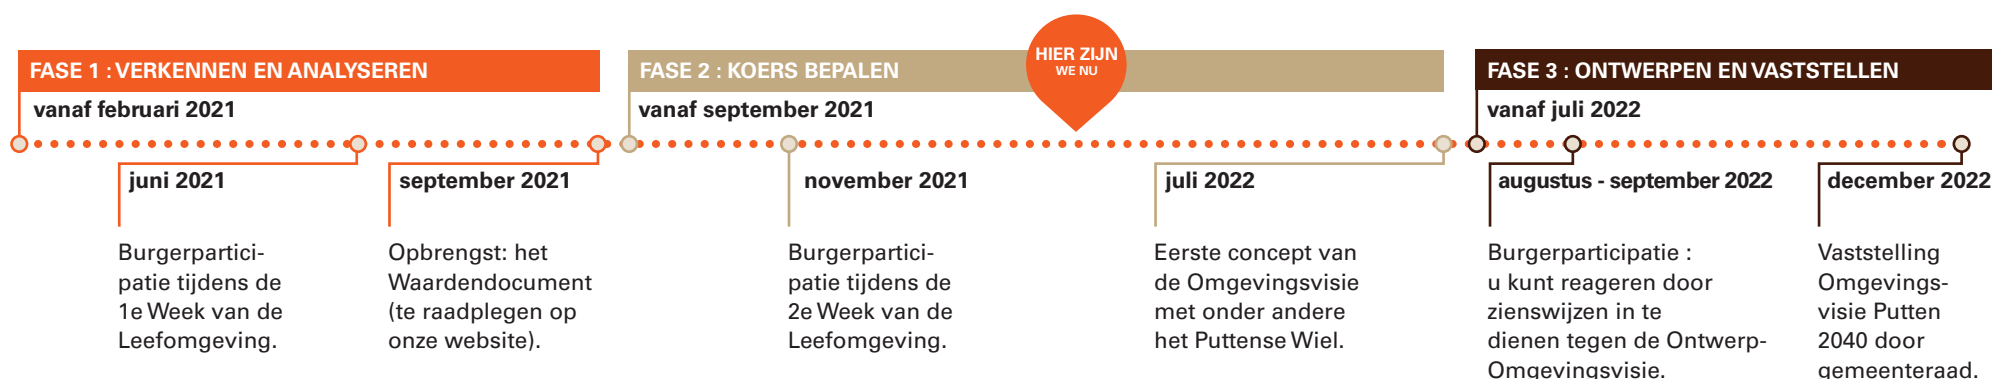 HIER ZIJN
WE NU
FASE 1 : VERKENNEN EN ANALYSEREN
vanaf februari 2021
juni 2021
Burgerpartici-
patie tijdens de
1e Week van de
Leefomgeving.
september 2021
Opbrengst: het
Waardendocument
(te raadplegen op
onze website).
FASE 2 : KOERS BEPALEN
vanaf september 2021
november 2021
Burgerpartici-
patie tijdens de
2e Week van de
Leefomgeving.
juli 2022
Eerste concept van
de Omgevingsvisie
met onder andere
het Puttense Wiel.
FASE 3 : ONTWERPEN EN VASTSTELLEN
vanaf juli 2022
augustus - september 2022
Burgerparticipatie :
u kunt reageren door
zienswijzen in te
dienen tegen de Ontwerp-
Omgevingsvisie.
december 2022
Vaststelling
Omgevings-
visie Putten
2040 door
gemeenteraad.